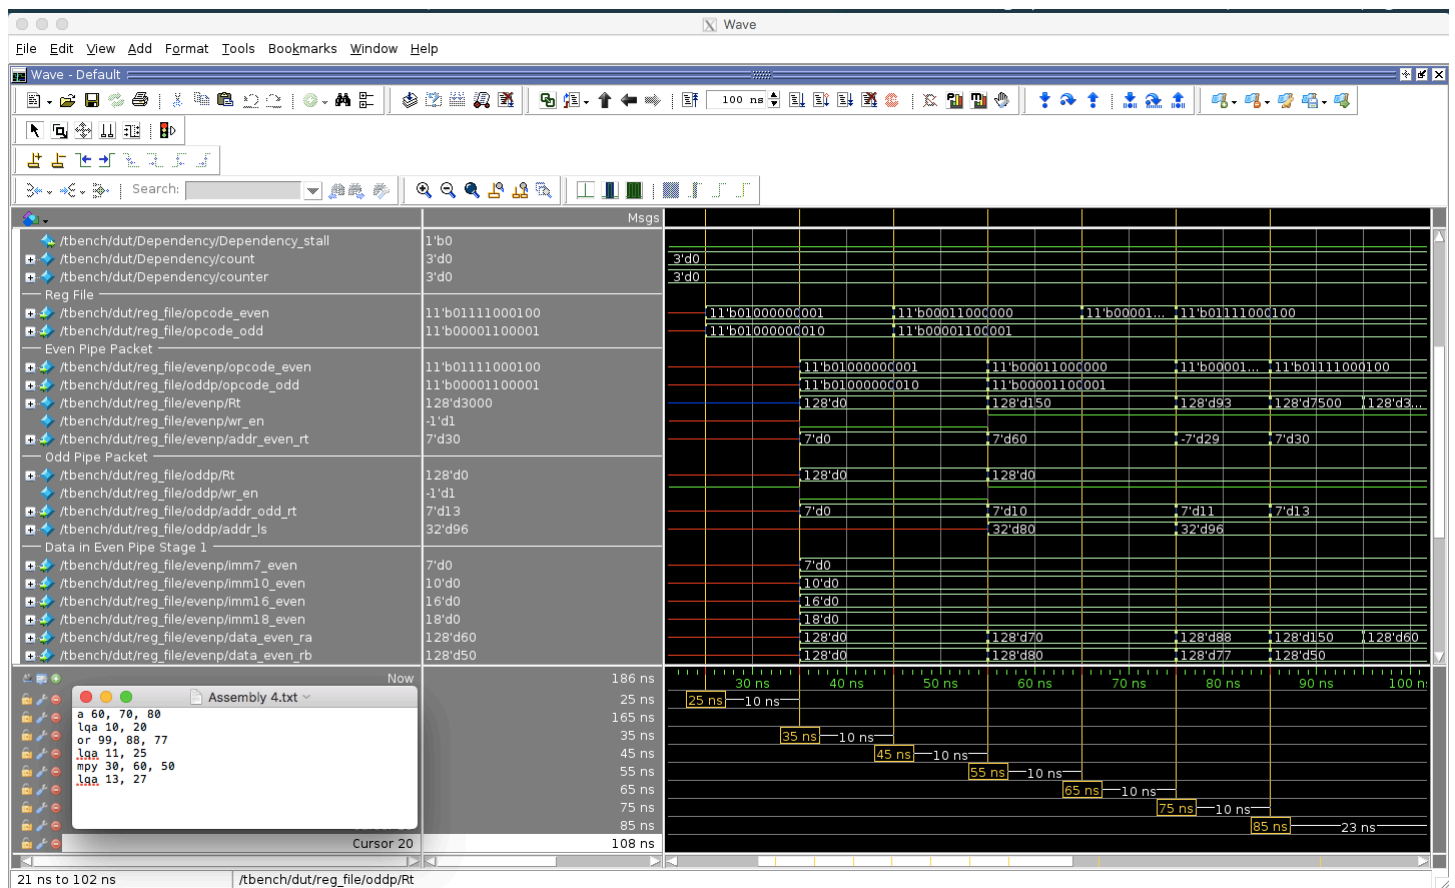 Wave
File Edit View Add Format Tools Bookmarks Window Help
Wave - Default
100 ns
Search:
Msgs
/tbench/dut/Dependency/Dependency_stall 1'b0
/tbench/dut/Dependency/count 3'd0 3'd0
/tbench/dut/Dependency/counter 3'd0 3'd0
Reg File
/tbench/dut/reg_file/opcode_even 11'b01111000100 11'b01000000001 11'b00011000000 11'b00001... 11'b01111000100
/tbench/dut/reg_file/opcode_odd 11'b00001100001 11'b01000000010 11'b00001100001
Even Pipe Packet
/tbench/dut/reg_file/evenp/opcode_even 11'b01111000100 11'b01000000001 11'b00011000000 11'b00001... 11'b01111000100
/tbench/dut/reg_file/oddp/opcode_odd 11'b00001100001 11'b01000000010 11'b00001100001
/tbench/dut/reg_file/evenp/Rt 128'd3000 128'd0 128'd150 128'd93 128'd7500 128'd3...
/tbench/dut/reg_file/evenp/wr_en -1'd1
/tbench/dut/reg_file/evenp/addr_even_rt 7'd30 7'd0 7'd60 -7'd29 7'd30
Odd Pipe Packet
/tbench/dut/reg_file/oddp/Rt 128'd0 128'd0 128'd0
/tbench/dut/reg_file/oddp/wr_en -1'd1
/tbench/dut/reg_file/oddp/addr_odd_rt 7'd13 7'd0 7'd10 7'd11 7'd13
/tbench/dut/reg_file/oddp/addr_ls 32'd96 32'd80 32'd96
Data in Even Pipe Stage 1
/tbench/dut/reg_file/evenp/imm7_even 7'd0 7'd0
/tbench/dut/reg_file/evenp/imm10_even 10'd0 10'd0
/tbench/dut/reg_file/evenp/imm16_even 16'd0 16'd0
/tbench/dut/reg_file/evenp/imm18_even 18'd0 18'd0
/tbench/dut/reg_file/evenp/data_even_ra 128'd60 128'd0 128'd70 128'd88 128'd150 128'd60
/tbench/dut/reg_file/evenp/data_even_rb 128'd50 128'd0 128'd80 128'd77 128'd50
Now 186 ns 30 ns 40 ns 50 ns 60 ns 70 ns 80 ns 90 ns 100 n
25 ns 25 ns 10 ns
165 ns
35 ns 35 ns 10 ns
45 ns 45 ns 10 ns
55 ns 55 ns 10 ns
65 ns 65 ns 10 ns
75 ns 75 ns 10 ns
85 ns 85 ns 23 ns
Cursor 20 108 ns
Assembly 4.txt
a 60, 70, 80
lqa 10, 20
or 99, 88, 77
lqa 11, 25
mpy 30, 60, 50
lqa 13, 27
21 ns to 102 ns /tbench/dut/reg_file/oddp/Rt